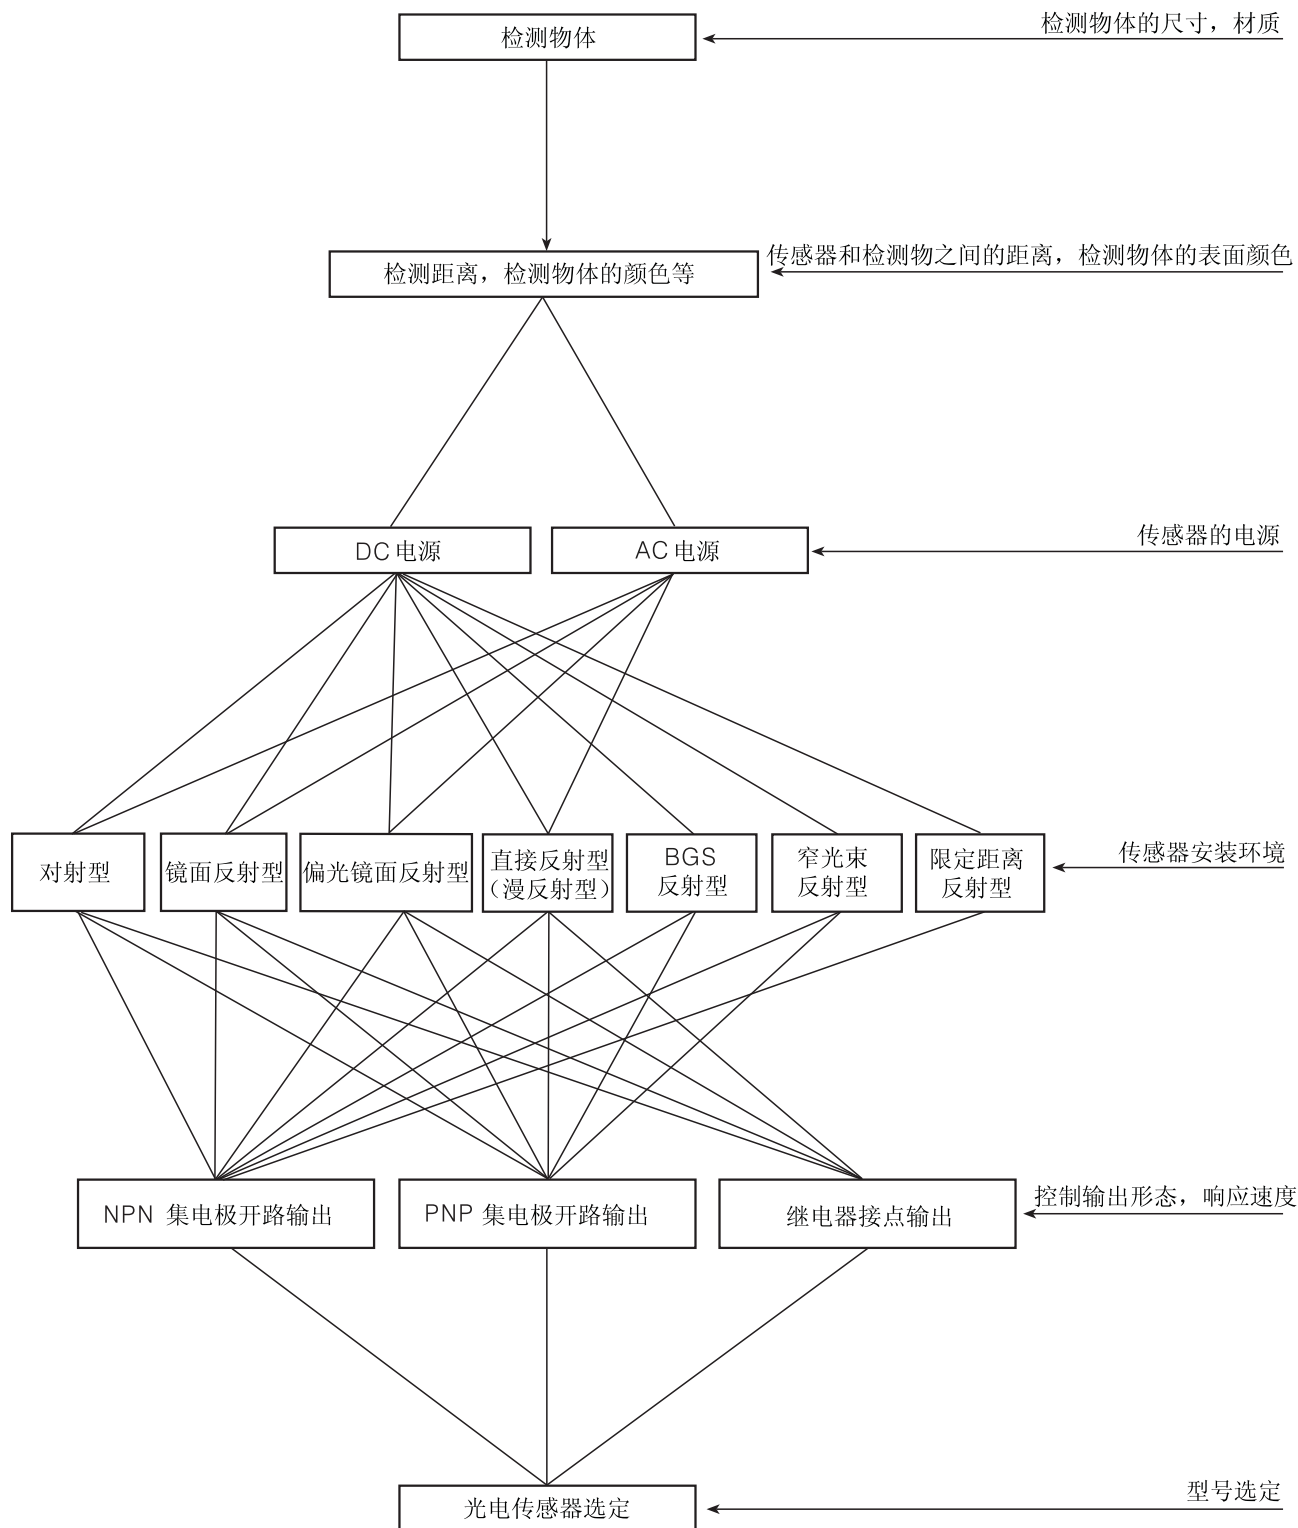 检测物体
检测物体的尺寸，材质
传感器和检测物之间的距离，检测物体的表面颜色
检测距离，检测物体的颜色等
DC 电源
AC 电源
传感器的电源
对射型
镜面反射型
偏光镜面反射型
直接反射型
（漫反射型）
BGS
反射型
窄光束
反射型
限定距离
反射型
传感器安装环境
NPN 集电极开路输出
PNP 集电极开路输出
继电器接点输出
控制输出形态，响应速度
光电传感器选定
型号选定